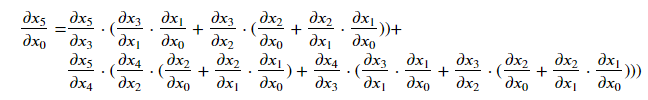 ∂x₅/∂x₀ = ∂x₅/∂x₃ · (∂x₃/∂x₁ · ∂x₁/∂x₀ + ∂x₃/∂x₂ · (∂x₂/∂x₀ + ∂x₂/∂x₁ · ∂x₁/∂x₀))+
∂x₅/∂x₄ · (∂x₄/∂x₂ · (∂x₂/∂x₀ + ∂x₂/∂x₁ · ∂x₁/∂x₀) + ∂x₄/∂x₃ · (∂x₃/∂x₁ · ∂x₁/∂x₀ + ∂x₃/∂x₂ · (∂x₂/∂x₀ + ∂x₂/∂x₁ · ∂x₁/∂x₀)))